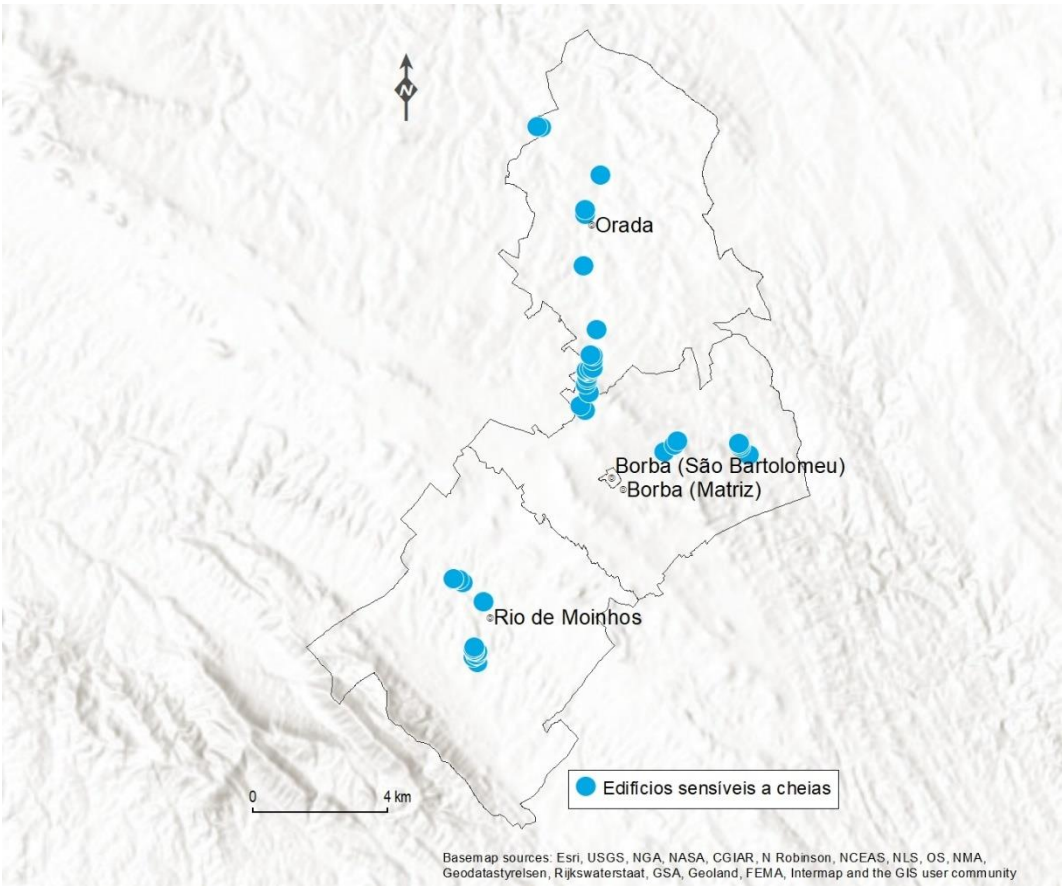 N
Orada
Borba (São Bartolomeu)
Borba (Matriz)
Rio de Moinhos
Edifícios sensíveis a cheias
0 4 km
Basemap sources: Esri, USGS, NGA, NASA, CGIAR, N Robinson, NCEAS, NLS, OS, NMA,
Geodatastyrelsen, Rijkswaterstaat, GSA, Geoland, FEMA, Intermap and the GIS user community